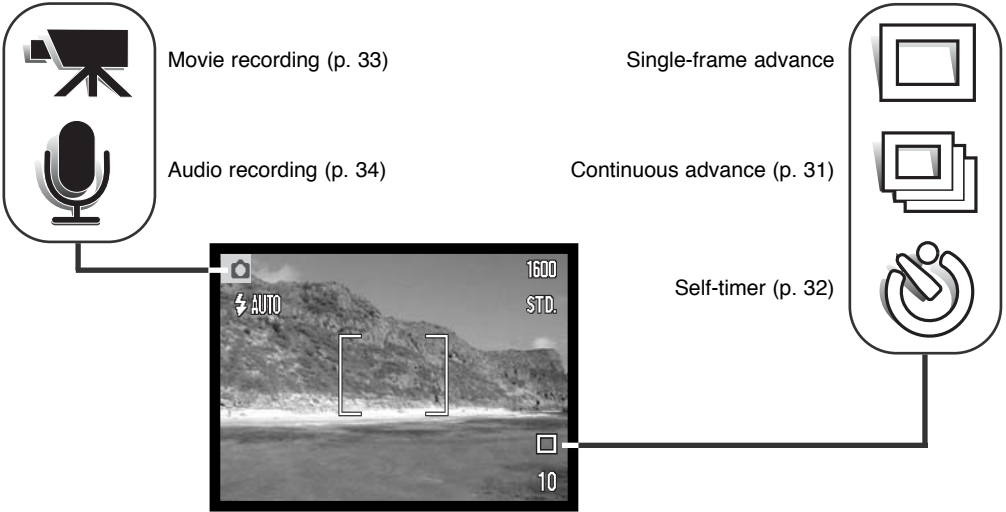 Movie recording (p. 33)
Audio recording (p. 34)
Single-frame advance
Continuous advance (p. 31)
Self-timer (p. 32)
1600
AUTO
STD.
10